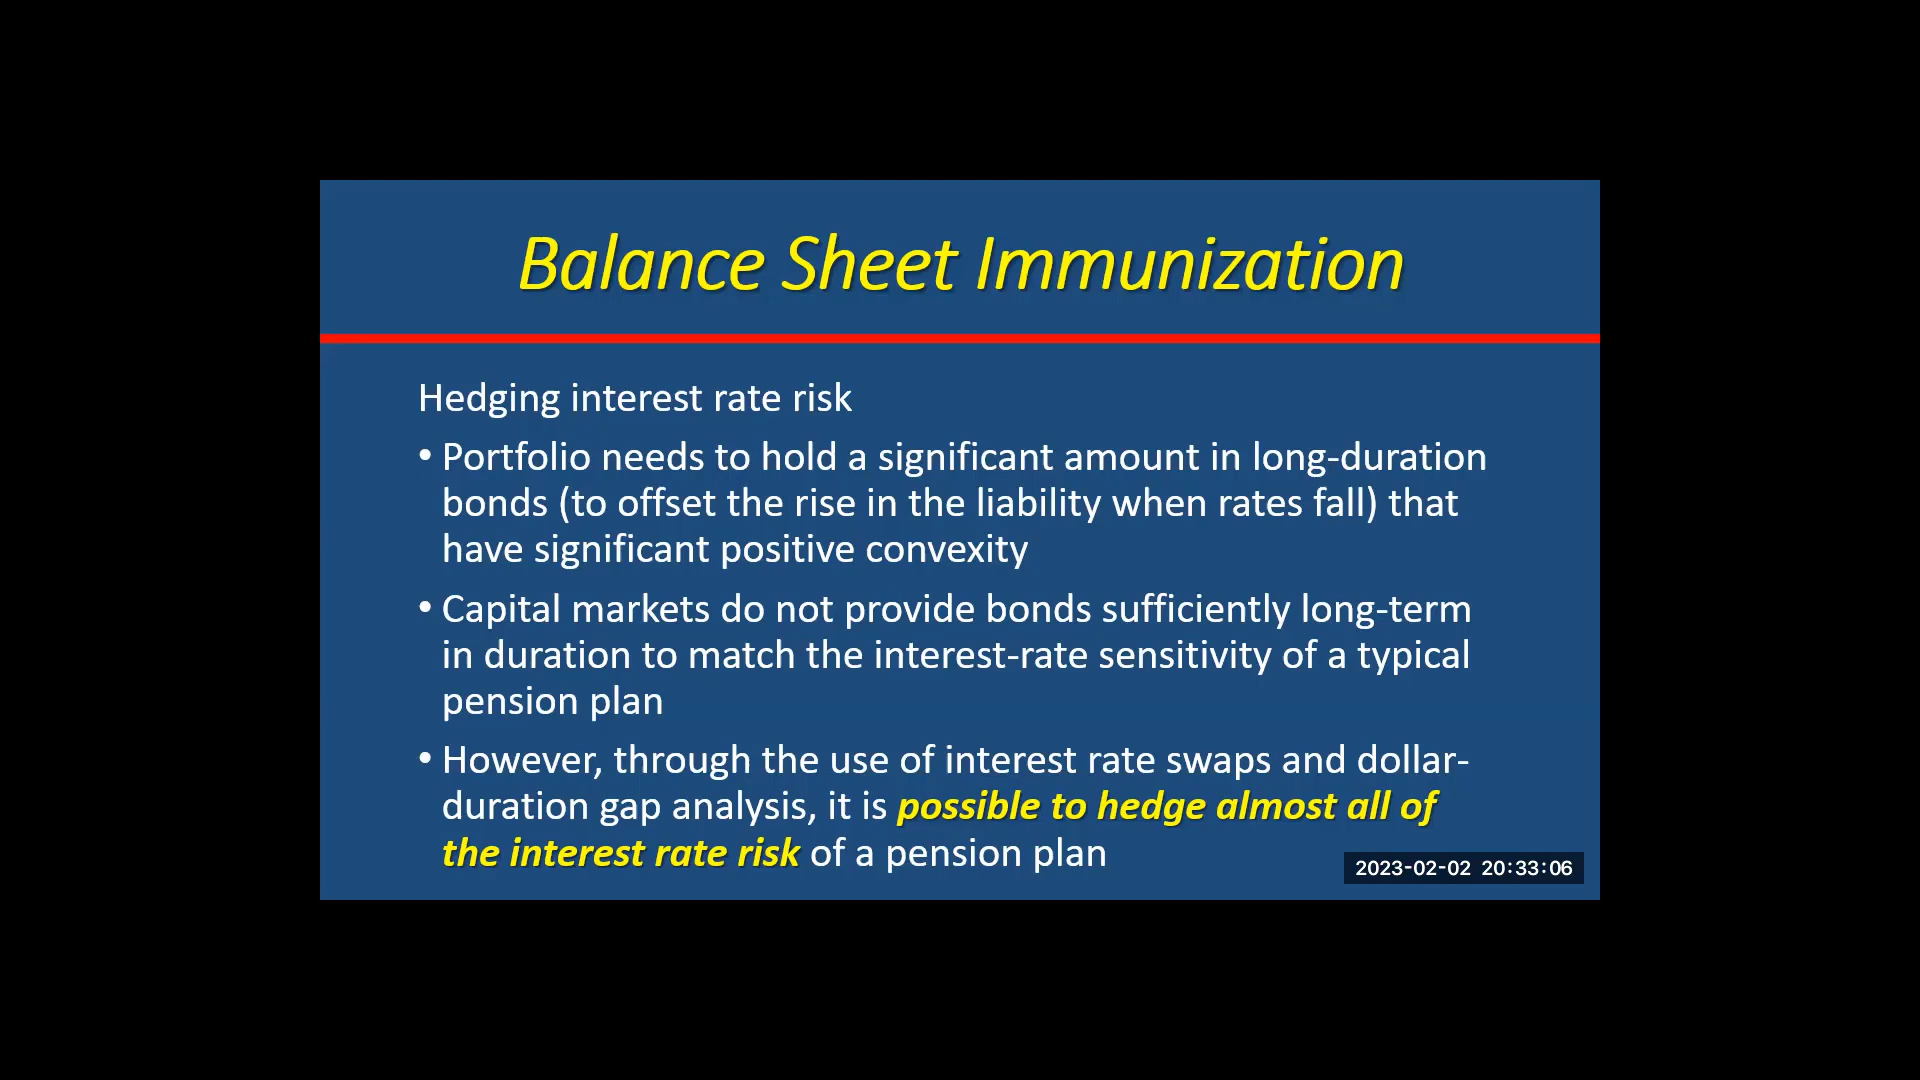 Balance Sheet Immunization
Hedging interest rate risk
• Portfolio needs to hold a significant amount in long-duration
bonds (to offset the rise in the liability when rates fall) that
have significant positive convexity
• Capital markets do not provide bonds sufficiently long-term
in duration to match the interest-rate sensitivity of a typical
pension plan
• However, through the use of interest rate swaps and dollar-
duration gap analysis, it is possible to hedge almost all of
the interest rate risk of a pension plan
2023-02-02 20:33:06